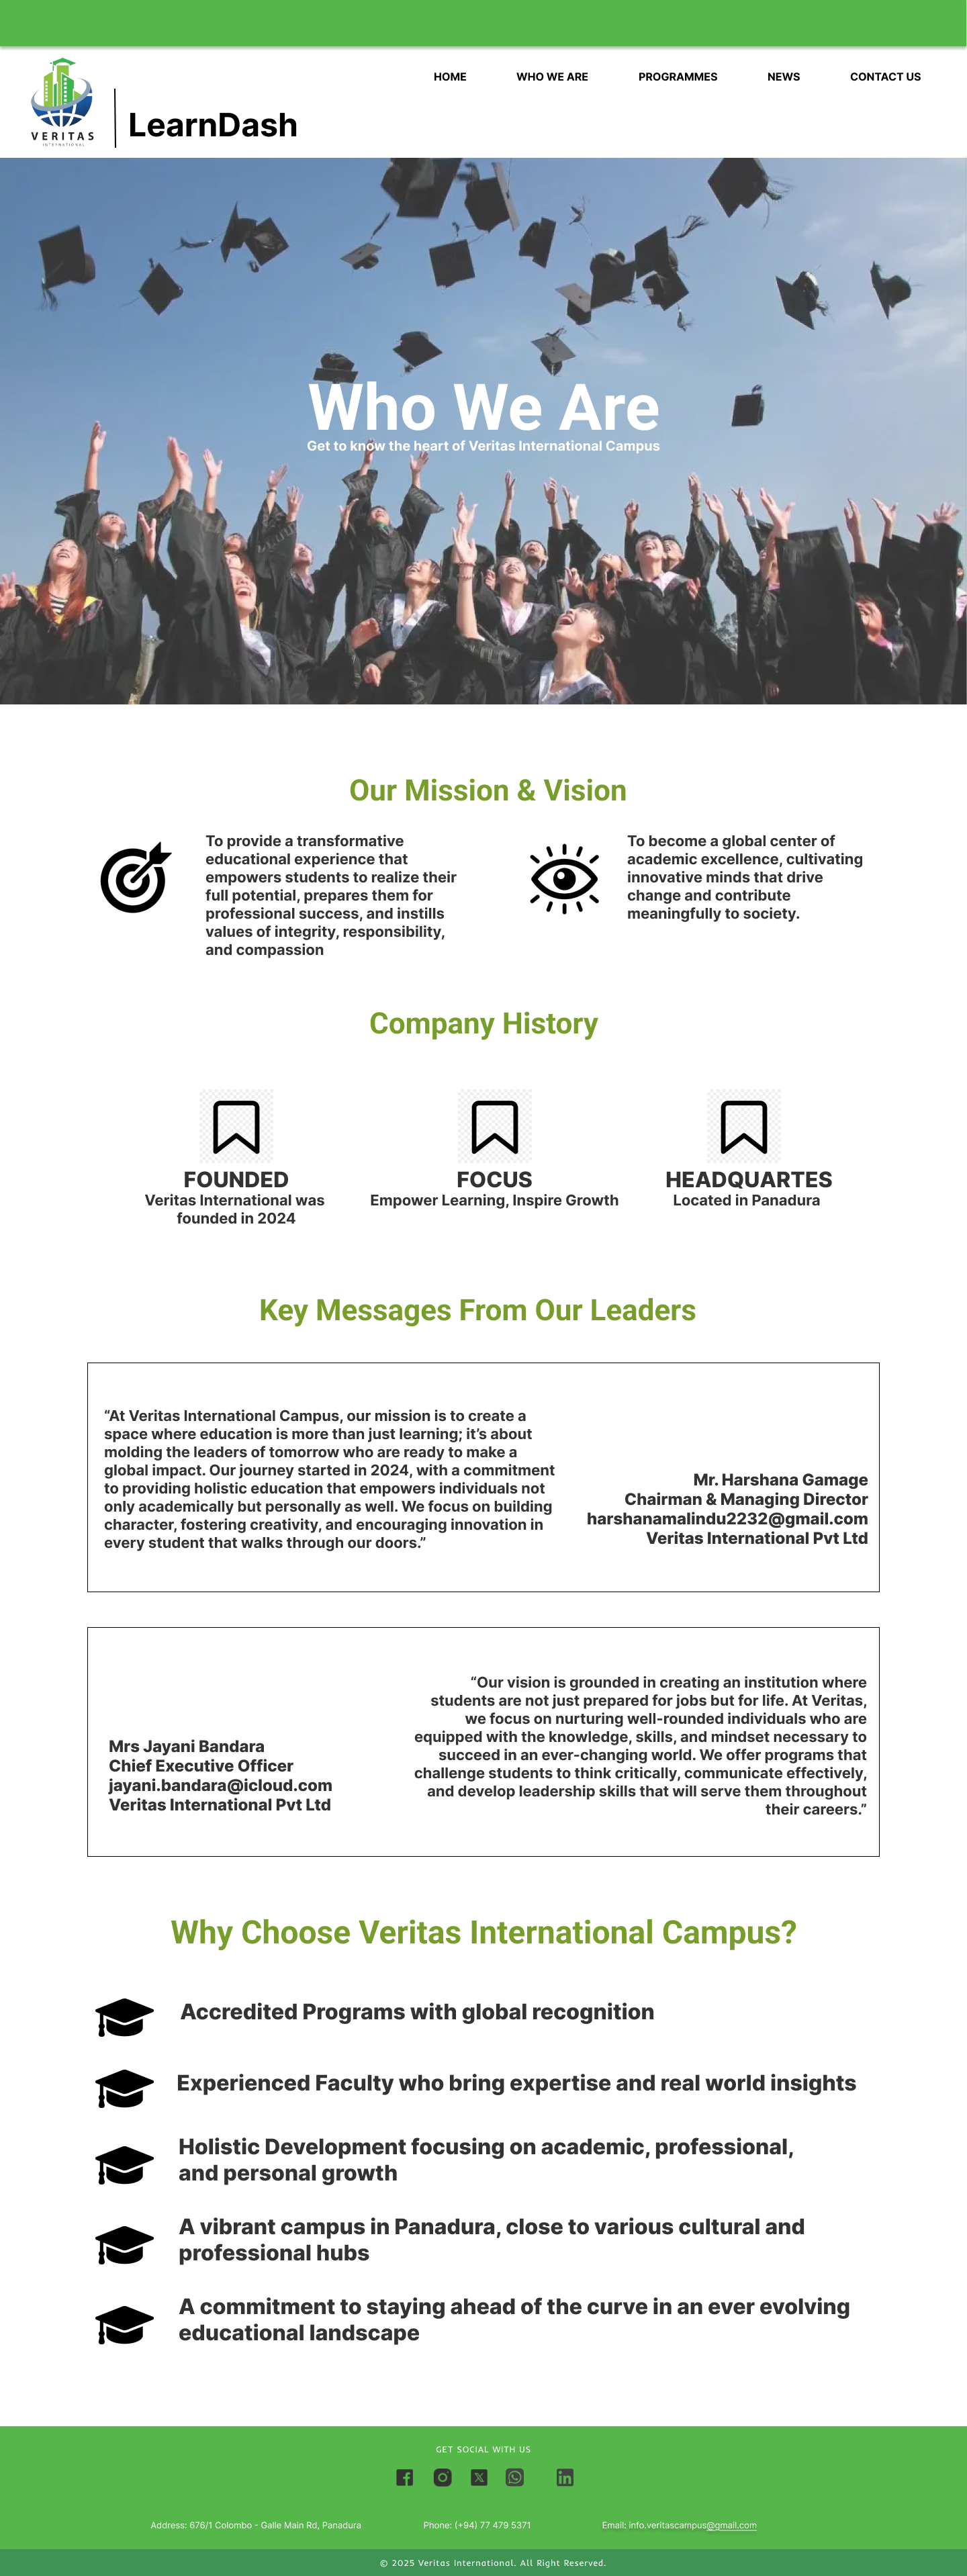 HOME WHO WE ARE PROGRAMMES NEWS CONTACT US
VERITAS
INTERNATIONAL
LearnDash
Who We Are
Get to know the heart of Veritas International Campus
Our Mission & Vision
To provide a transformative
educational experience that
empowers students to realize their
full potential, prepares them for
professional success, and instills
values of integrity, responsibility,
and compassion
To become a global center of
academic excellence, cultivating
innovative minds that drive
change and contribute
meaningfully to society.
Company History
FOUNDED
Veritas International was
founded in 2024
FOCUS
Empower Learning, Inspire Growth
HEADQUARTES
Located in Panadura
Key Messages From Our Leaders
“At Veritas International Campus, our mission is to create a
space where education is more than just learning; it’s about
molding the leaders of tomorrow who are ready to make a
global impact. Our journey started in 2024, with a commitment
to providing holistic education that empowers individuals not
only academically but personally as well. We focus on building
character, fostering creativity, and encouraging innovation in
every student that walks through our doors.”
Mr. Harshana Gamage
Chairman & Managing Director
harshanamalindu2232@gmail.com
Veritas International Pvt Ltd
Mrs Jayani Bandara
Chief Executive Officer
jayani.bandara@icloud.com
Veritas International Pvt Ltd
“Our vision is grounded in creating an institution where
students are not just prepared for jobs but for life. At Veritas,
we focus on nurturing well-rounded individuals who are
equipped with the knowledge, skills, and mindset necessary to
succeed in an ever-changing world. We offer programs that
challenge students to think critically, communicate effectively,
and develop leadership skills that will serve them throughout
their careers.”
Why Choose Veritas International Campus?
Accredited Programs with global recognition
Experienced Faculty who bring expertise and real world insights
Holistic Development focusing on academic, professional,
and personal growth
A vibrant campus in Panadura, close to various cultural and
professional hubs
A commitment to staying ahead of the curve in an ever evolving
educational landscape
GET SOCIAL WITH US
Address: 676/1 Colombo - Galle Main Rd, Panadura Phone: (+94) 77 479 5371 Email: info.veritascampus@gmail.com
© 2025 Veritas International. All Right Reserved.